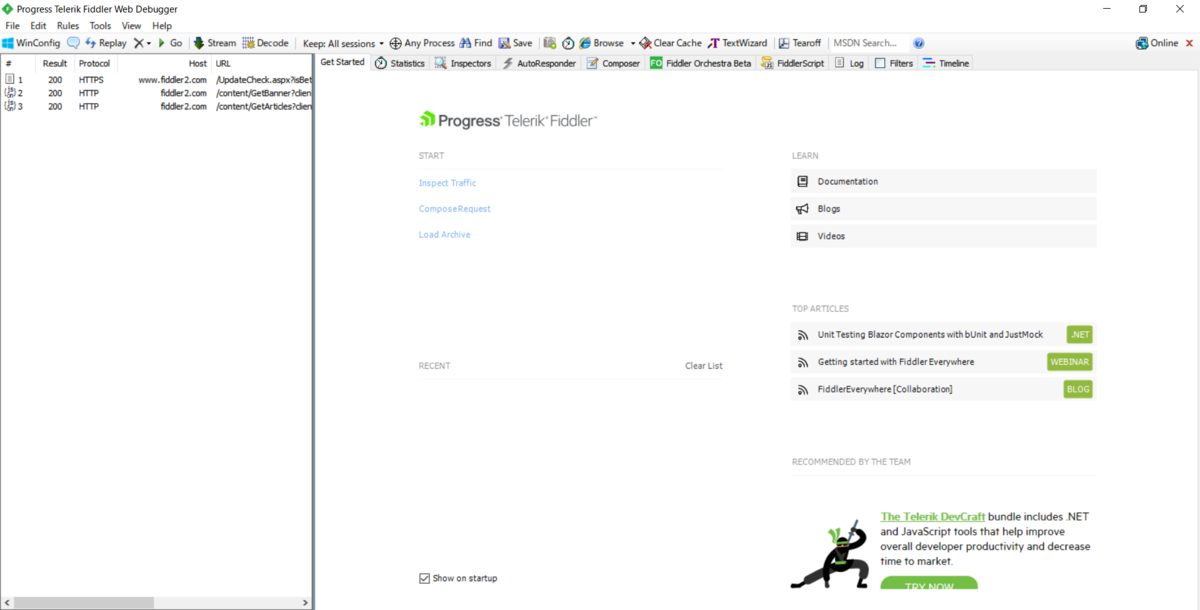 Progress Telerik Fiddler Web Debugger
File Edit Rules Tools View Help
WinConfig Replay Go Stream Decode Keep: All sessions Any Process Find Save Browse Clear Cache TextWizard Tearoff MSDN Search... Online
# Result Protocol Host URL
1 200 HTTPS www.fiddler2.com /UpdateCheck.aspx?isBet
2 200 HTTP fiddler2.com /content/GetBanner?clien
3 200 HTTP fiddler2.com /content/GetArticles?clien
Get Started Statistics Inspectors AutoResponder Composer FO Fiddler Orchestra Beta FiddlerScript Log Filters Timeline
Progress Telerik Fiddler
START
Inspect Traffic
Compose Request
Load Archive
RECENT Clear List
Show on startup
LEARN
Documentation
Blogs
Videos
TOP ARTICLES
Unit Testing Blazor Components with bUnit and JustMock .NET
Getting started with Fiddler Everywhere WEBINAR
FiddlerEverywhere [Collaboration] BLOG
RECOMMENDED BY THE TEAM
The Telerik DevCraft bundle includes .NET
and JavaScript tools that help improve
overall developer productivity and decrease
time to market.
TRY NOW